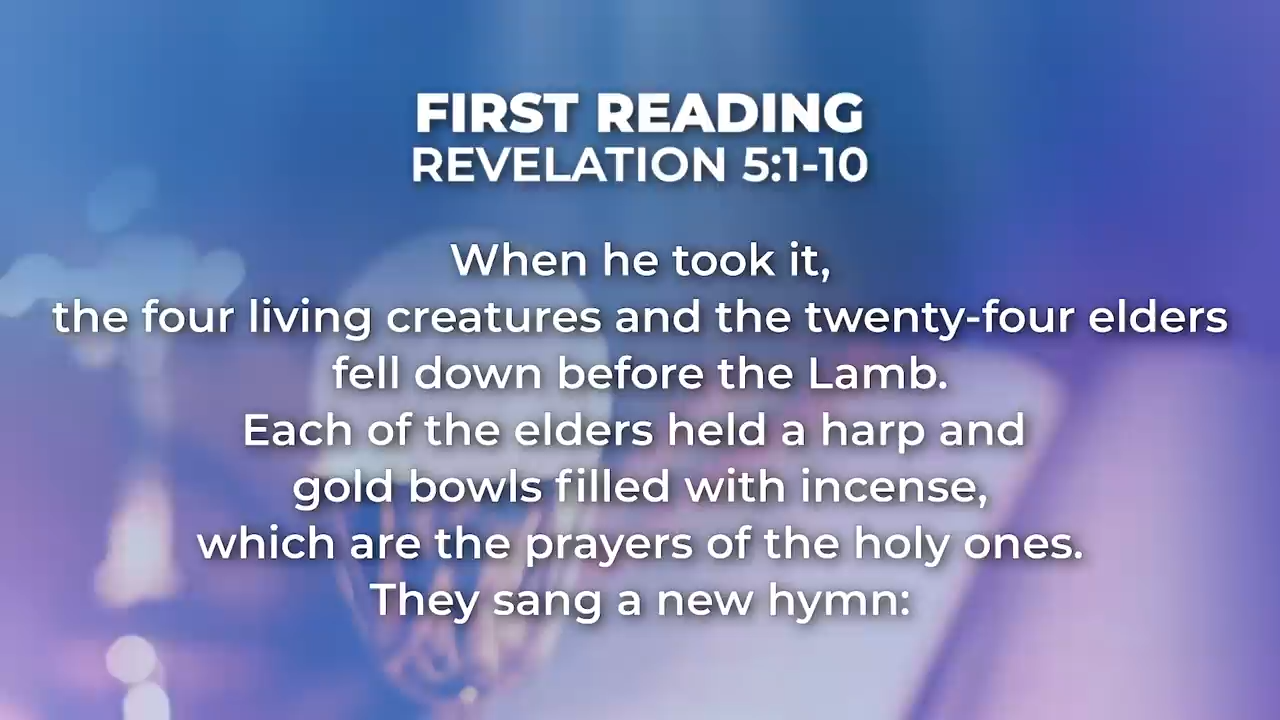 FIRST READING
REVELATION 5:1-10
When he took it,
the four living creatures and the twenty-four elders
fell down before the Lamb.
Each of the elders held a harp and
gold bowls filled with incense,
which are the prayers of the holy ones.
They sang a new hymn: